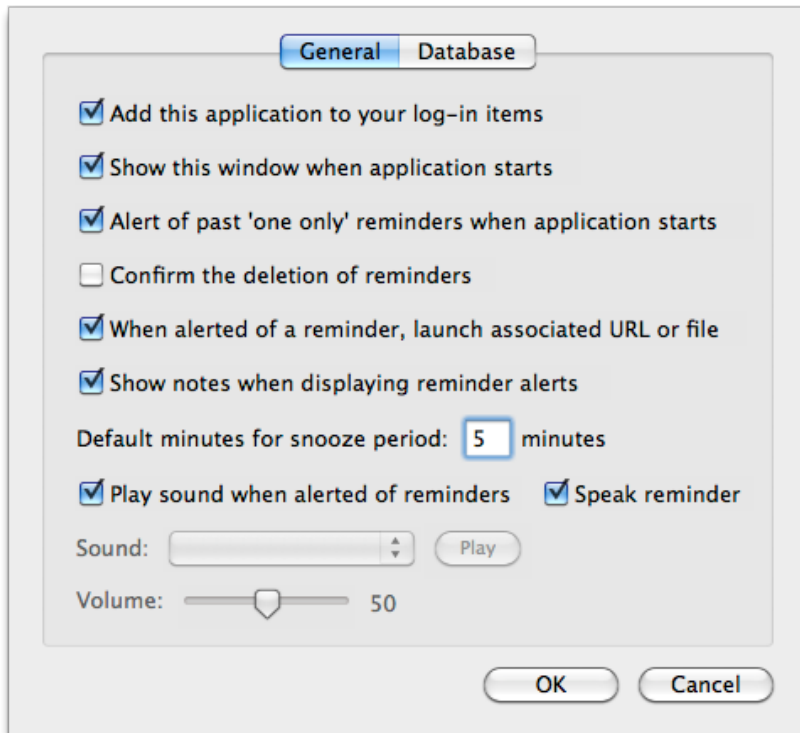 General Database
Add this application to your log-in items
Show this window when application starts
Alert of past 'one only' reminders when application starts
Confirm the deletion of reminders
When alerted of a reminder, launch associated URL or file
Show notes when displaying reminder alerts
Default minutes for snooze period: 5 minutes
Play sound when alerted of reminders Speak reminder
Sound: Play
Volume: 50
OK Cancel